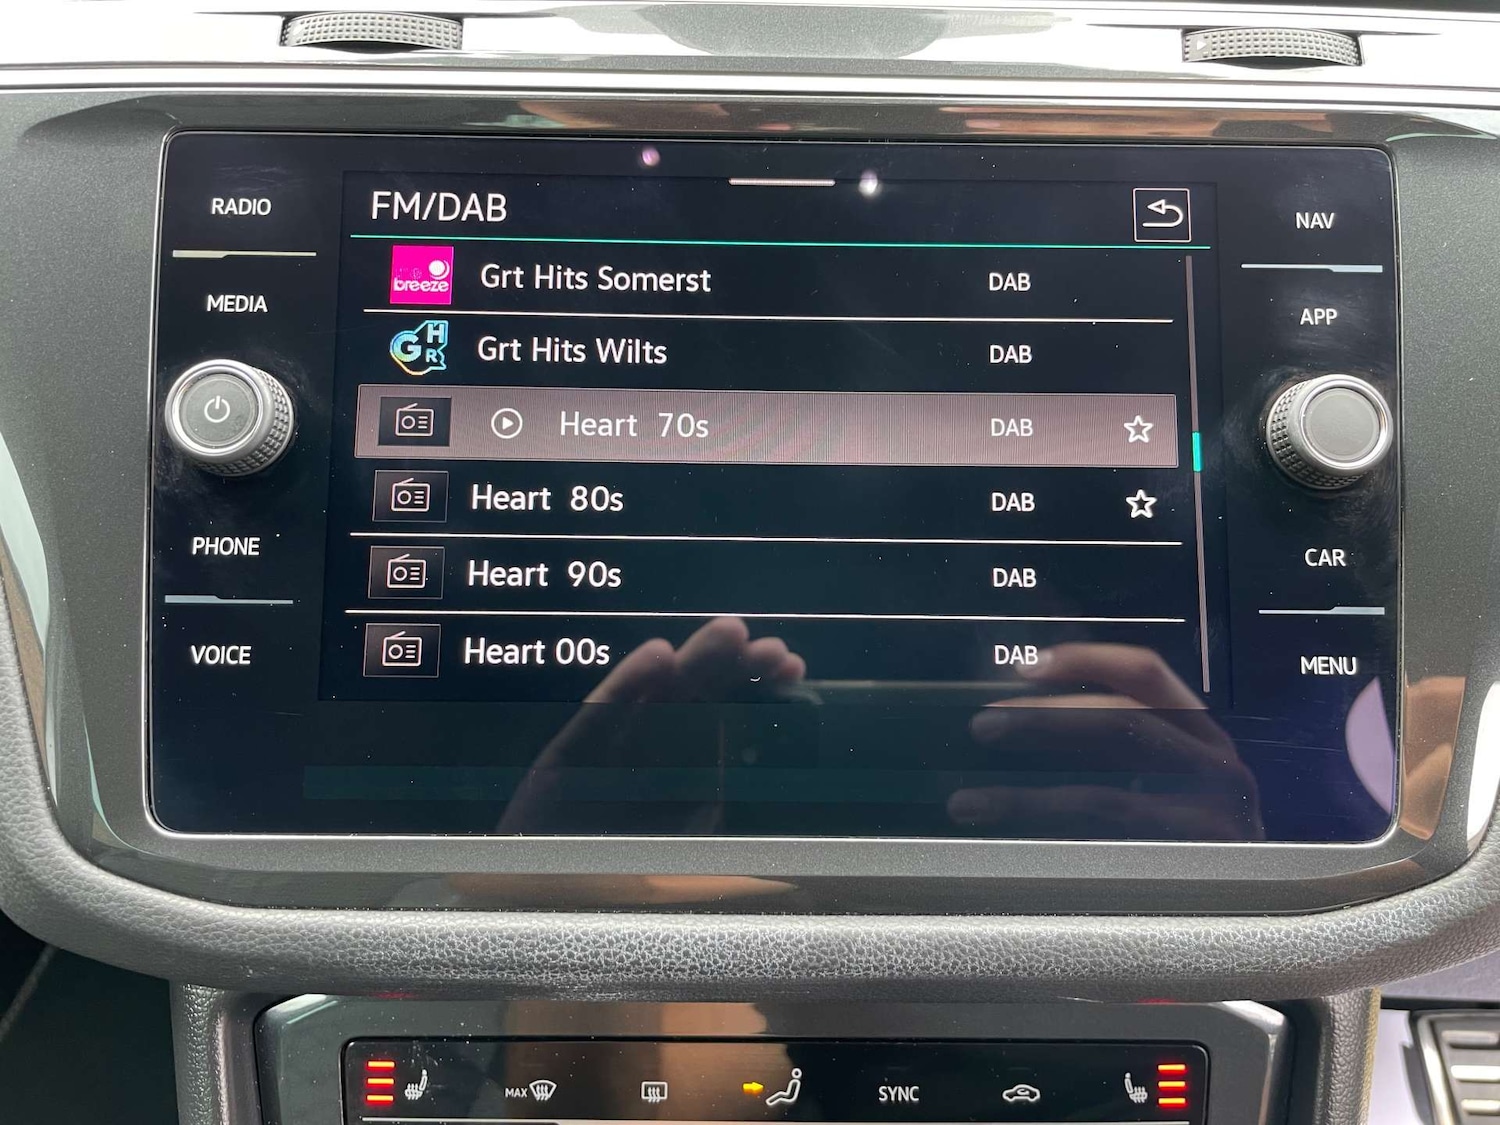 RADIO
MEDIA
PHONE
VOICE
FM/DAB
breeze Grt Hits Somerst DAB
GHR Grt Hits Wilts DAB
Heart 70s DAB
Heart 80s DAB
Heart 90s DAB
Heart 00s DAB
NAV
APP
CAR
MENU
MAX SYNC